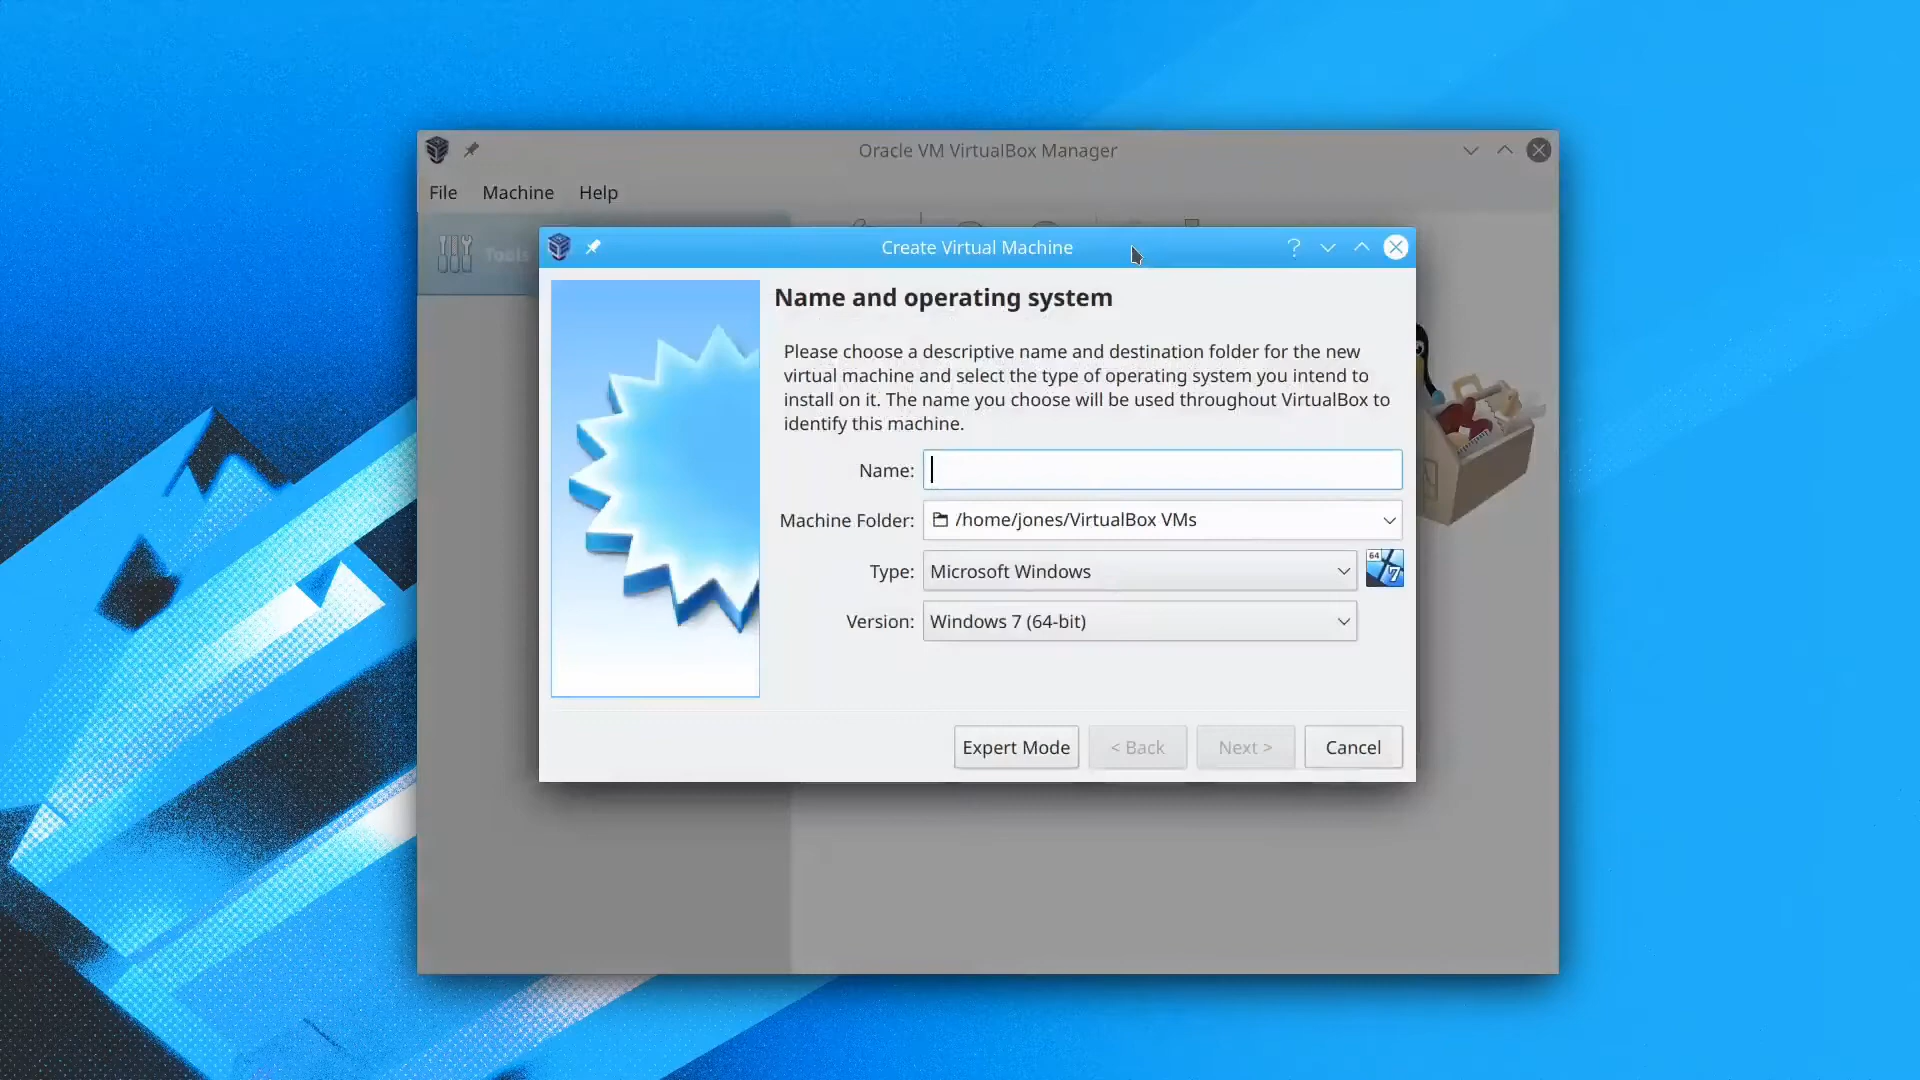 Oracle VM VirtualBox Manager
File Machine Help
Tools
Create Virtual Machine
Name and operating system
Please choose a descriptive name and destination folder for the new
virtual machine and select the type of operating system you intend to
install on it. The name you choose will be used throughout VirtualBox to
identify this machine.
Name:
Machine Folder: /home/jones/VirtualBox VMs
Type: Microsoft Windows
64
7
Version: Windows 7 (64-bit)
Expert Mode < Back Next > Cancel